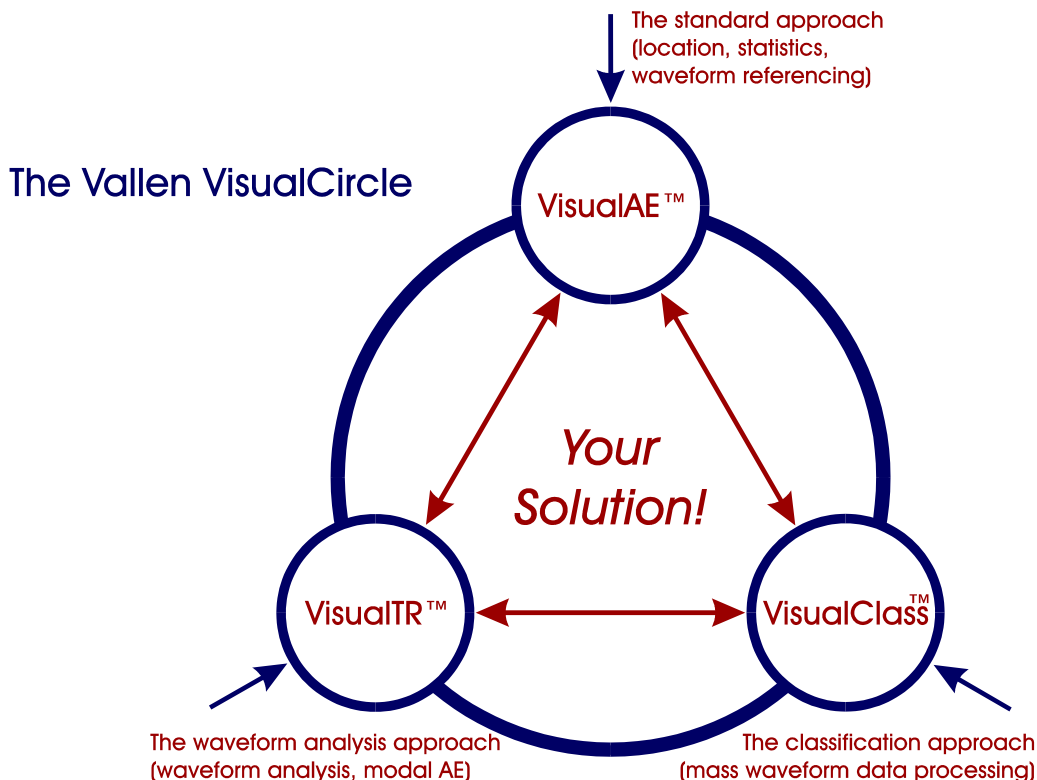 The standard approach
(location, statistics,
waveform referencing)
The Vallen VisualCircle
VisualAE™
Your
Solution!
VisualTR™
VisualClass™
The waveform analysis approach
(waveform analysis, modal AE)
The classification approach
(mass waveform data processing)